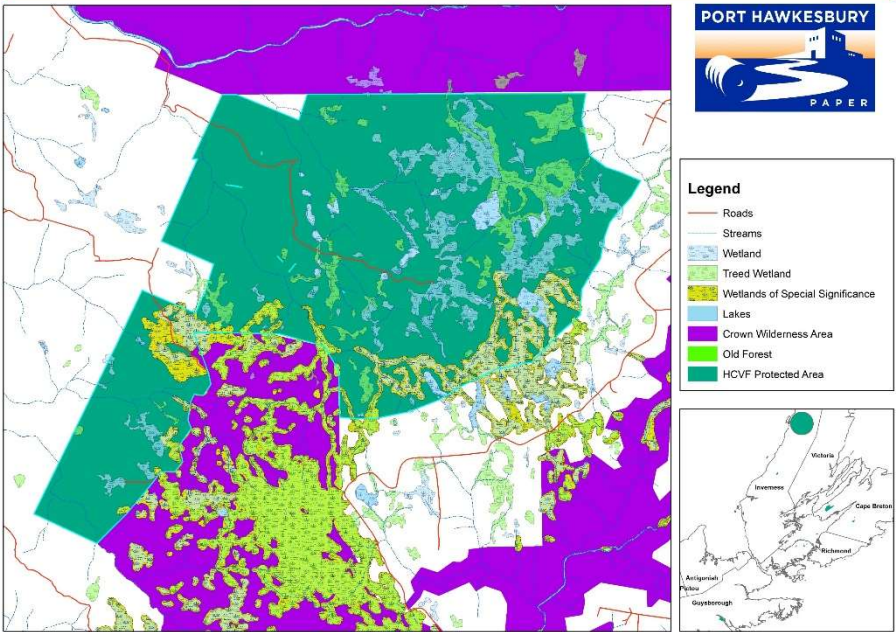 PORT HAWKESBURY
PAPER
Legend
Roads
Streams
Wetland
Treed Wetland
Wetlands of Special Significance
Lakes
Crown Wilderness Area
Old Forest
HCVF Protected Area
Victoria
Inverness
Cape Breton
Richmond
Antigonish
Pictou
Guysborough